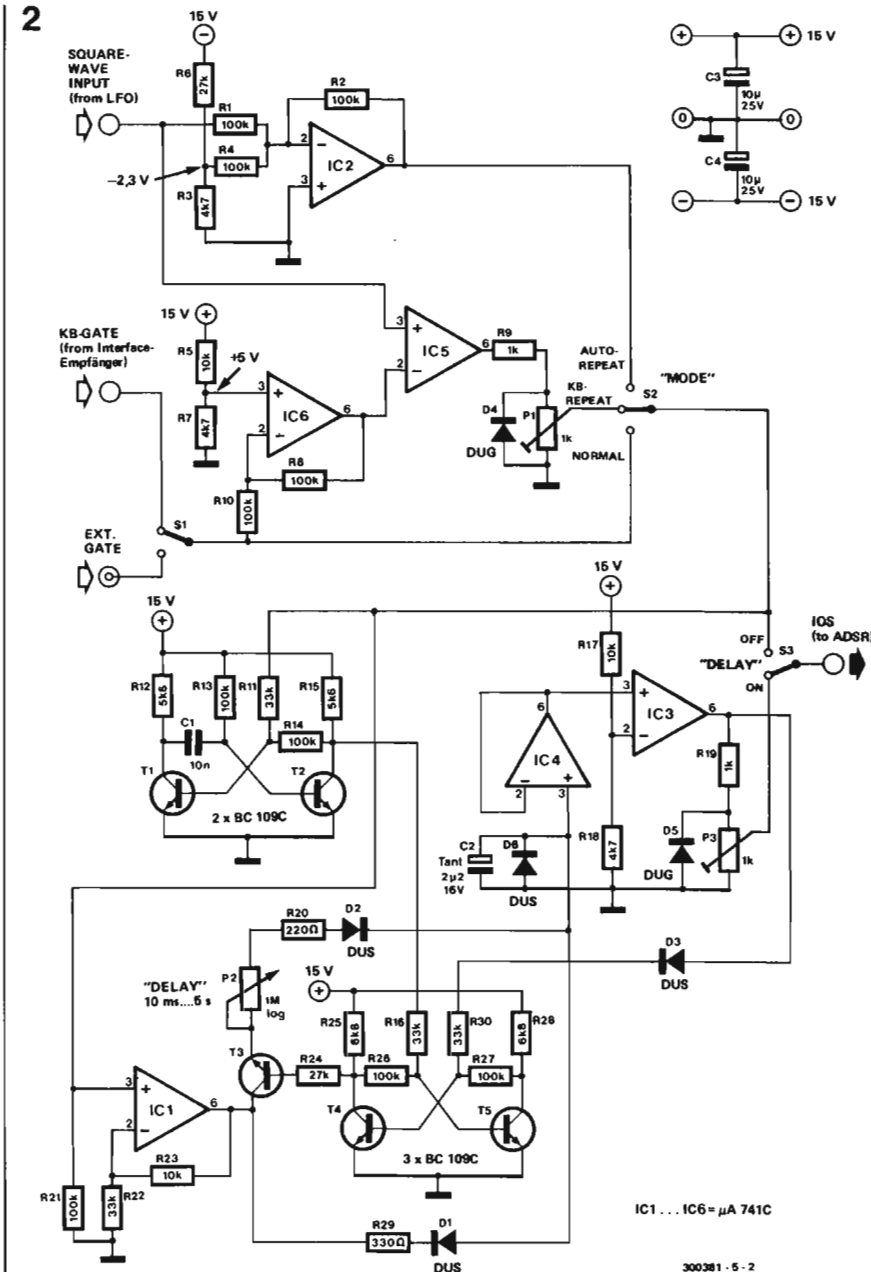 2
15 V
−
SQUARE-
WAVE
INPUT
(from LFO)
R6
27k
R1
100k
R2
100k
R4
100k
−2,3 V
R3
4k7
2
−
3
+
IC2
6
+
+
15 V
C3
10µ
25V
0
0
C4
10µ
25V
−
−
15 V
KB-GATE
(from Interface-
Empfänger)
15 V
+
R5
10k
+5 V
R7
4k7
3
+
2
−
IC6
6
R8
100k
R10
100k
3
+
2
−
IC5
6
R9
1k
D4
DUG
P1
1k
AUTO-
REPEAT
KB-
REPEAT
NORMAL
S2
"MODE"
S1
EXT.
GATE
15 V
+
R12
5k6
R13
100k
R11
33k
R15
5k6
C1
10n
R14
100k
T1
T2
2 x BC 109C
15 V
+
R17
10k
R18
4k7
6
IC4
−
+
2
3
3
+
2
−
IC3
6
OFF
"DELAY"
ON
S3
IOS
(to ADSR)
R19
1k
D5
DUG
P3
1k
C2
Tant
2µ2
16V
D6
DUS
R20
220Ω
D2
DUS
D3
DUS
"DELAY"
10 ms....5 s
P2
1M
log
15 V
+
R25
6k8
R16
33k
R30
33k
R28
6k8
T3
R24
27k
R26
100k
R27
100k
T4
T5
3 x BC 109C
3
+
2
−
IC1
6
R23
10k
R21
100k
R22
33k
R29
330Ω
D1
DUS
IC1 . . . IC6 = µA 741C
300381 - 5 - 2